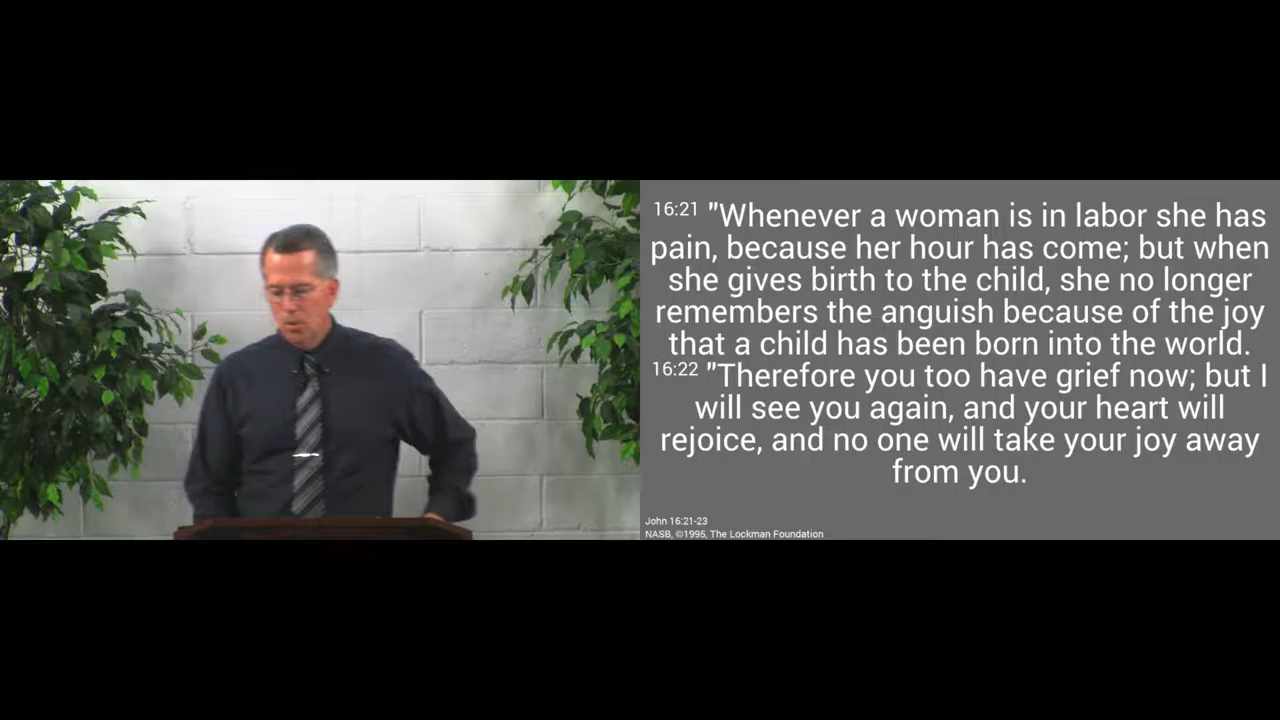 16:21 "Whenever a woman is in labor she has
pain, because her hour has come; but when
she gives birth to the child, she no longer
remembers the anguish because of the joy
that a child has been born into the world.
16:22 "Therefore you too have grief now; but I
will see you again, and your heart will
rejoice, and no one will take your joy away
from you.
John 16:21-23
NASB, ©1995, The Lockman Foundation